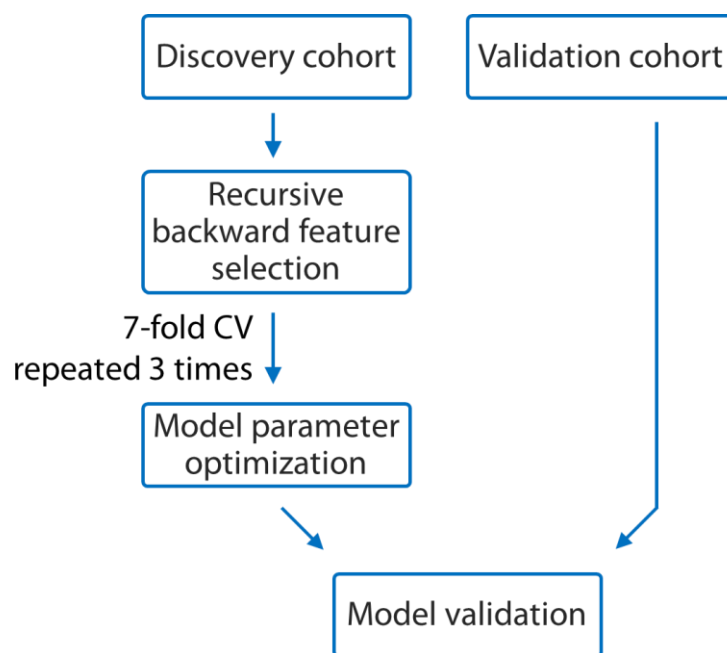 Discovery cohort
Validation cohort
Recursive
backward feature
selection
7-fold CV
repeated 3 times
Model parameter
optimization
Model validation